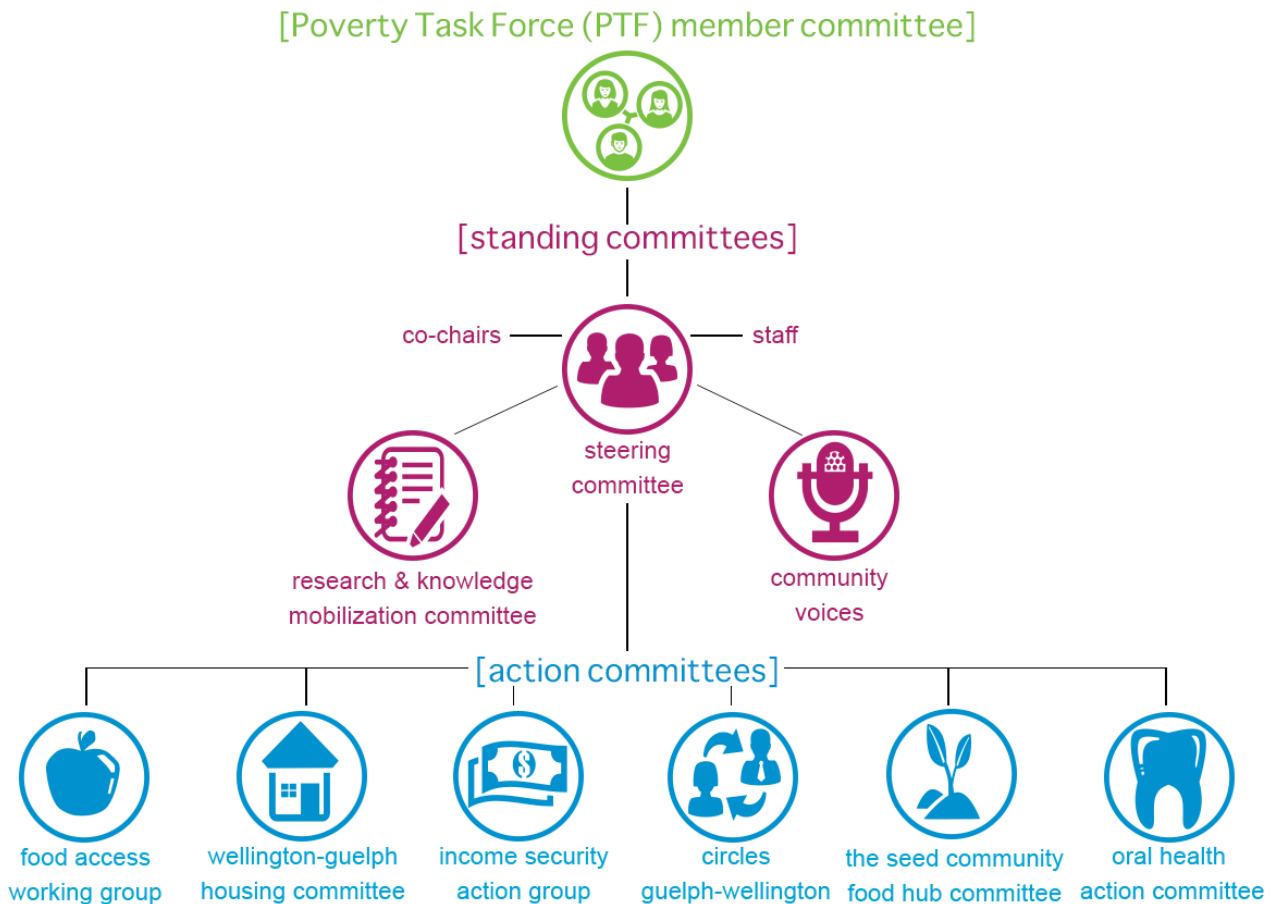 [Poverty Task Force (PTF) member committee]
[standing committees]
co-chairs
staff
steering
committee
research & knowledge
mobilization committee
community
voices
[action committees]
$
food access
working group
wellington-guelph
housing committee
income security
action group
circles
guelph-wellington
the seed community
food hub committee
oral health
action committee